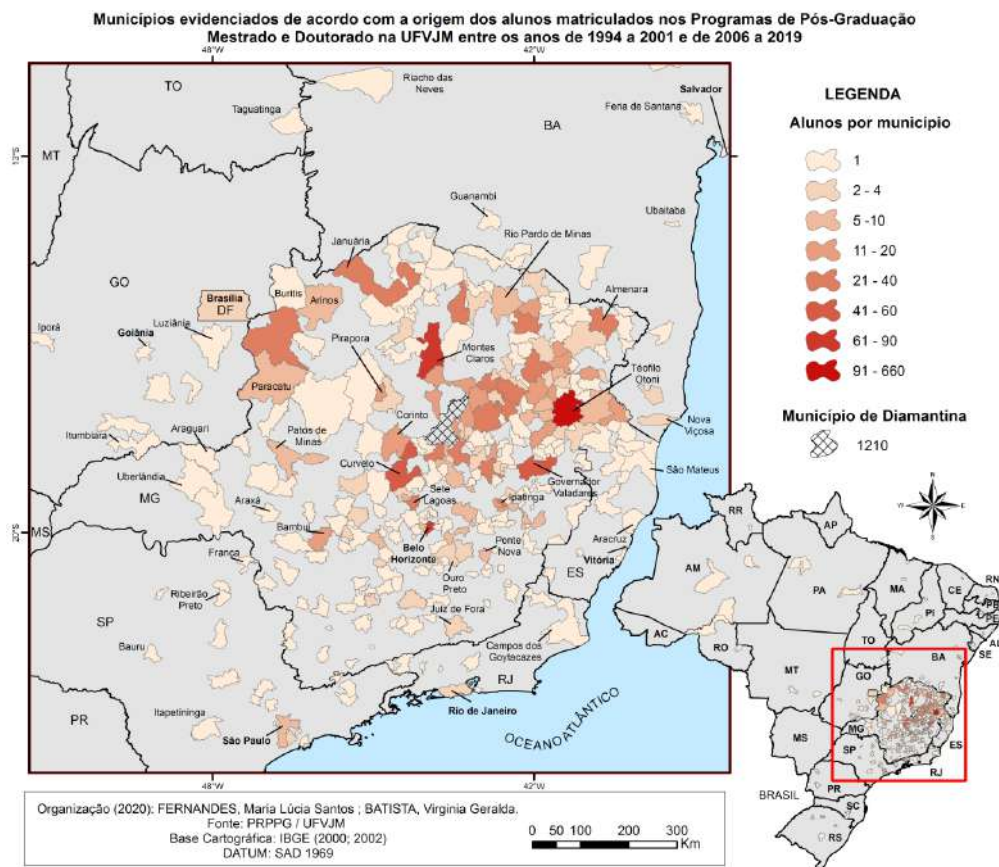 Municípios evidenciados de acordo com a origem dos alunos matriculados nos Programas de Pós-Graduação
Mestrado e Doutorado na UFVJM entre os anos de 1994 a 2001 e de 2006 a 2019
48°W
42°W
TO
Riacho das
Neves
Taguatinga
Salvador
Feria de Santana
BA
MT
Guanambi
Ubaitaba
Rio Pardo de Minas
Januária
GO
Almenara
Buritis
Arinos
Brasília
DF
Iporá
Goiânia
Luziânia
Pirapora
Montes
Claros
Téofilo
Otoni
Paracatu
Corinto
Nova
Viçosa
Itumbiara
Araguari
Patos de
Minas
Curvelo
São Mateus
Uberlândia
Governador
Valadares
MG
Araxá
Sete
Lagoas
Ipatinga
MS
Bambuí
Belo
Horizonte
Ponte
Nova
Aracruz
Vitória
França
Ouro
Preto
ES
SP
Ribeirão
Preto
Juiz de Fora
Bauru
Campos dos
Goytacazes
RJ
PR
Itapetininga
São Paulo
Rio de Janeiro
OCEANO ATLÂNTICO
48°W
42°W
LEGENDA
Alunos por município
1
2 - 4
5 - 10
11 - 20
21 - 40
41 - 60
61 - 90
91 - 660
Município de Diamantina
1210
N
W
E
S
RR
AP
AM
PA
MA
CE
RN
PB
PE
PI
AL
SE
AC
RO
TO
BA
MT
GO
MG
MS
SP
ES
RJ
BRASIL
PR
SC
RS
Organização (2020): FERNANDES, Maria Lúcia Santos ; BATISTA, Virgínia Geralda.
Fonte: PRPPG / UFVJM
Base Cartográfica: IBGE (2000; 2002)
DATUM: SAD 1969
0 50 100 200 300
Km